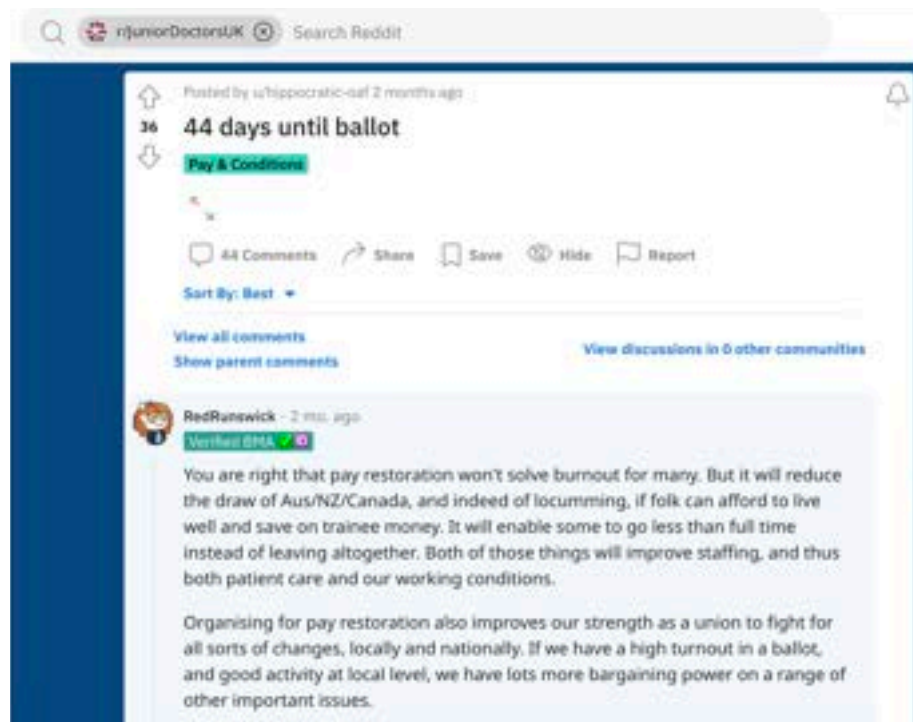 r/JuniorDoctorsUK Search Reddit
Posted by u/hippocratic-oaf 2 months ago
36
44 days until ballot
Pay & Conditions
44 Comments Share Save Hide Report
Sort By: Best
View all comments
View discussions in 0 other communities
Show parent comments
RedRunswick · 2 mo. ago
Verified BMA
You are right that pay restoration won't solve burnout for many. But it will reduce
the draw of Aus/NZ/Canada, and indeed of locumming, if folk can afford to live
well and save on trainee money. It will enable some to go less than full time
instead of leaving altogether. Both of those things will improve staffing, and thus
both patient care and our working conditions.
Organising for pay restoration also improves our strength as a union to fight for
all sorts of changes, locally and nationally. If we have a high turnout in a ballot,
and good activity at local level, we have lots more bargaining power on a range of
other important issues.